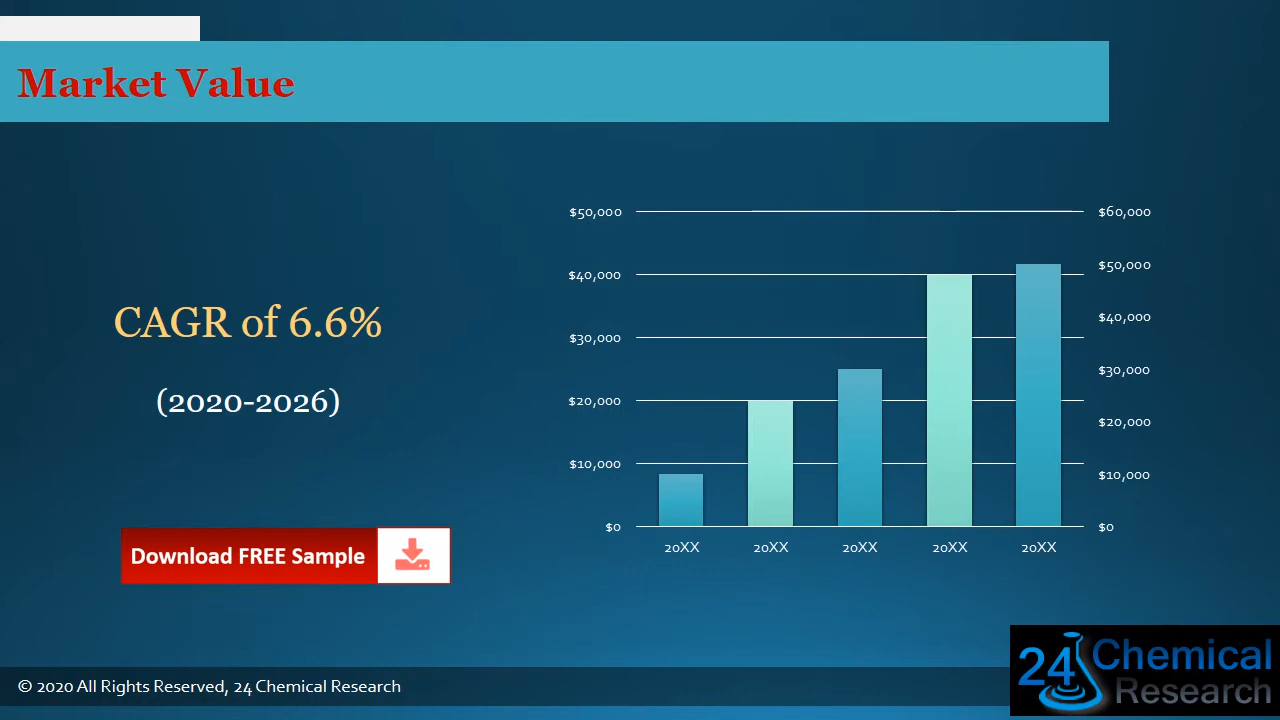 Market Value
CAGR of 6.6%
(2020-2026)
Download FREE Sample
$50,000
$40,000
$30,000
$20,000
$10,000
$0
$60,000
$50,000
$40,000
$30,000
$20,000
$10,000
$0
20XX 20XX 20XX 20XX 20XX
© 2020 All Rights Reserved, 24 Chemical Research
24 Chemical
Research